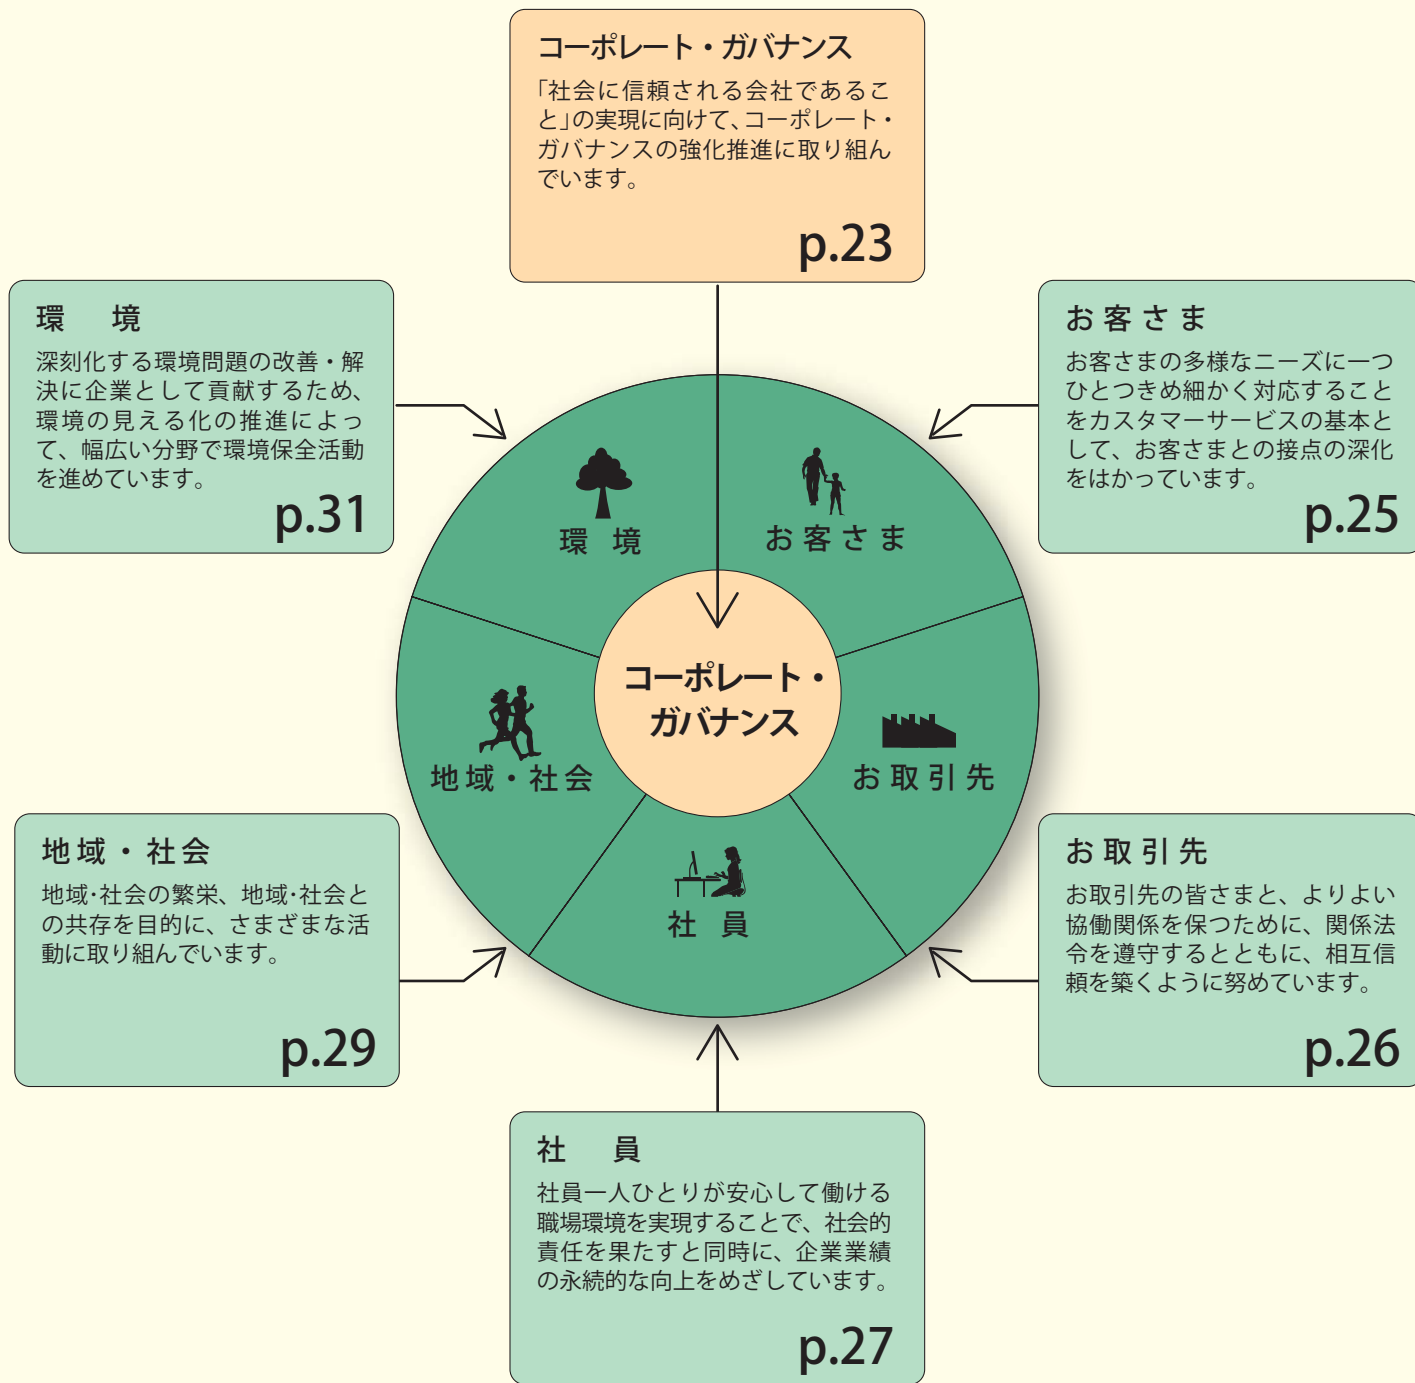 コーポレート・ガバナンス
「社会に信頼される会社であるこ
と」の実現に向けて、コーポレート・
ガバナンスの強化推進に取り組ん
でいます。
p.23
環　境
深刻化する環境問題の改善・解
決に企業として貢献するため、
環境の見える化の推進によっ
て、幅広い分野で環境保全活動
を進めています。
p.31
お客さま
お客さまの多様なニーズに一つ
ひとつきめ細かく対応すること
をカスタマーサービスの基本と
して、お客さまとの接点の深化
をはかっています。
p.25
環 境
お客さま
コーポレート・
ガバナンス
地域・社会
お取引先
社 員
地域・社会
地域・社会の繁栄、地域・社会と
の共存を目的に、さまざまな活
動に取り組んでいます。
p.29
お取引先
お取引先の皆さまと、よりよい
協働関係を保つために、関係法
令を遵守するとともに、相互信
頼を築くように努めています。
p.26
社　員
社員一人ひとりが安心して働ける
職場環境を実現することで、社会的
責任を果たすと同時に、企業業績
の永続的な向上をめざしています。
p.27